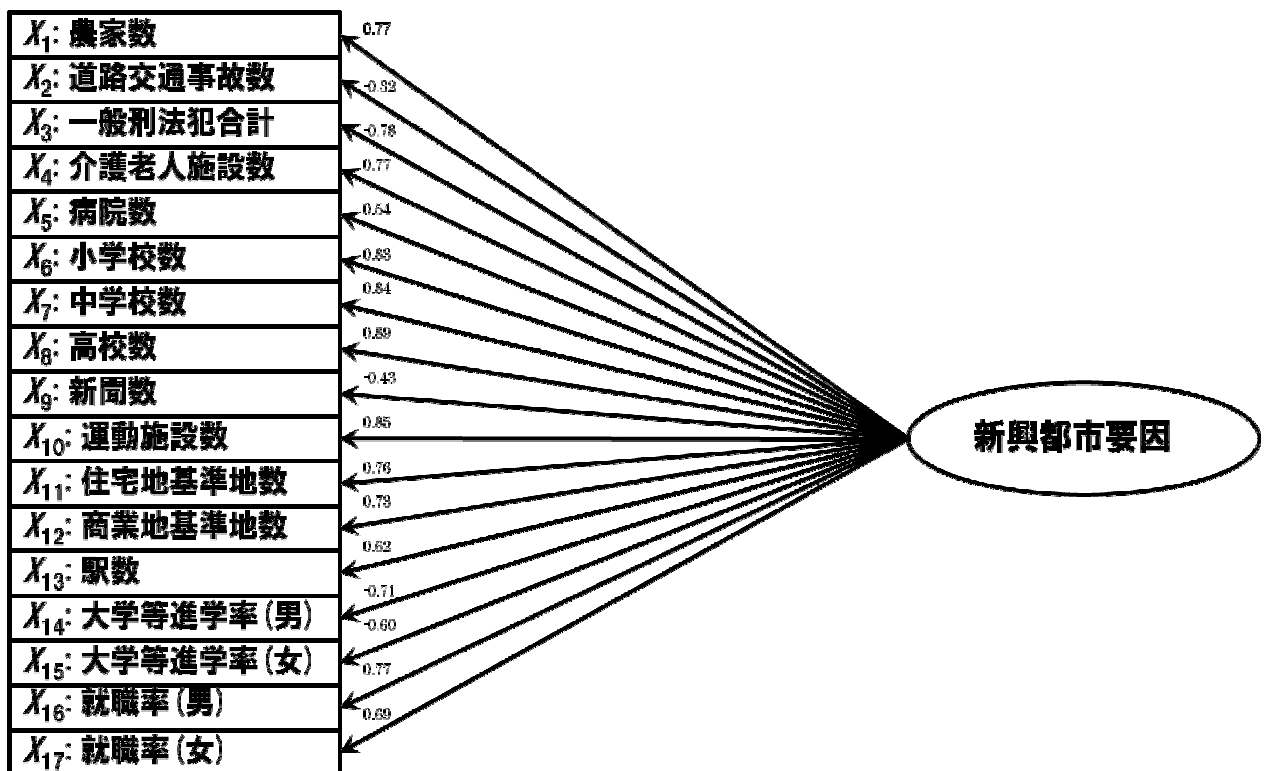 X1: 農家数
0.77
X2: 道路交通事故数
-0.32
X3: 一般刑法犯合計
-0.78
X4: 介護老人施設数
0.77
X5: 病院数
0.54
X6: 小学校数
0.83
X7: 中学校数
0.84
X8: 高校数
0.89
X9: 新聞数
-0.43
X10: 運動施設数
0.85
新興都市要因
X11: 住宅地基準地数
0.76
X12: 商業地基準地数
0.73
X13: 駅数
0.62
X14: 大学等進学率(男)
-0.71
X15: 大学等進学率(女)
-0.60
X16: 就職率(男)
0.77
X17: 就職率(女)
0.69